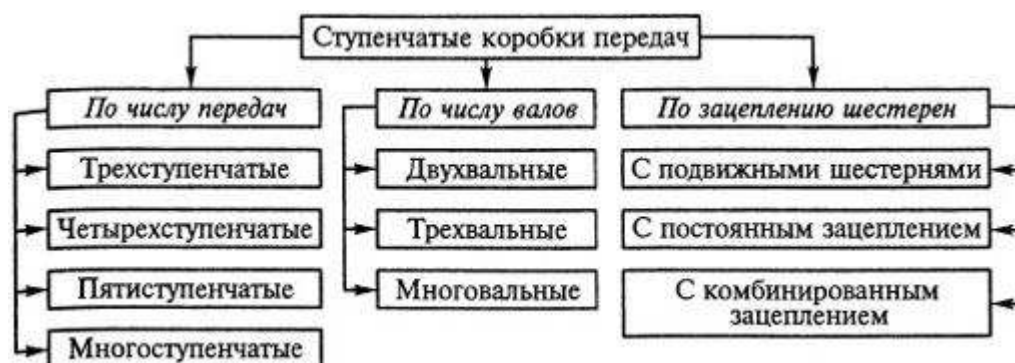 Ступенчатые коробки передач
По числу передач
Трехступенчатые
Четырехступенчатые
Пятиступенчатые
Многоступенчатые
По числу валов
Двухвальные
Трехвальные
Многовальные
По зацеплению шестерен
С подвижными шестернями
С постоянным зацеплением
С комбинированным
зацеплением